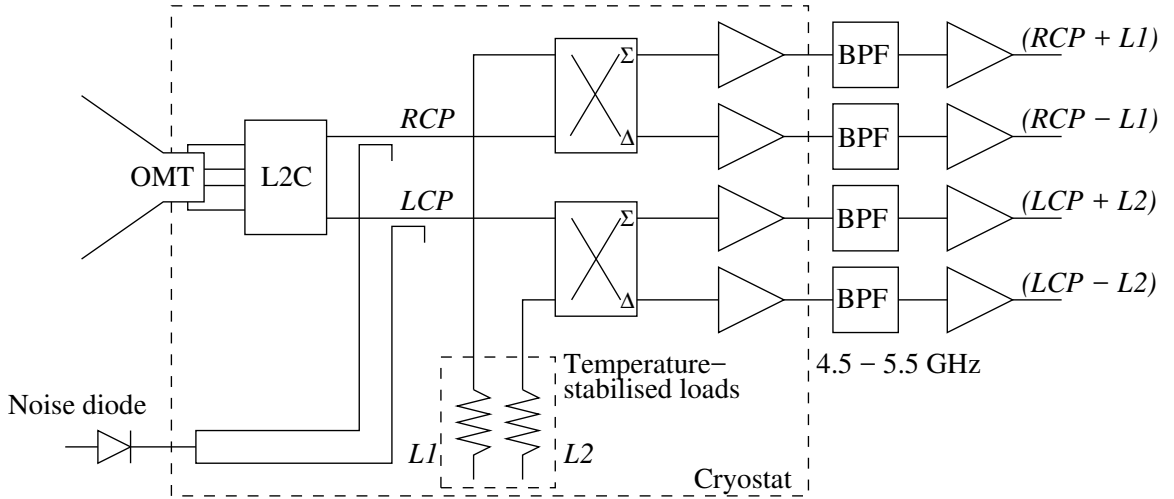 (RCP + L1)
Σ
BPF
RCP
(RCP − L1)
Δ
BPF
OMT
L2C
LCP
(LCP + L2)
Σ
BPF
(LCP − L2)
Δ
BPF
Temperature−
stabilised loads
4.5 − 5.5 GHz
Noise diode
L1
L2
Cryostat